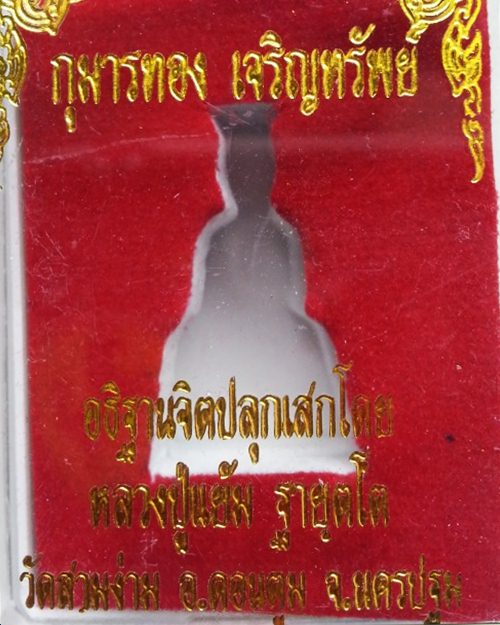 กุมารทอง เจริญทรัพย์
อธิฐานจิตปลุกเสกโดย
หลวงปู่แย้ม ฐายุตโต
วัดสามง่าม อ.ดอนตูม จ.นครปฐม